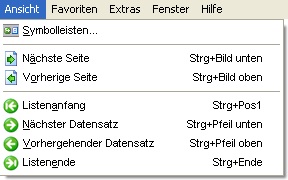 Ansicht Favoriten Extras Fenster Hilfe
Symbolleisten...
Nächste Seite Strg+Bild unten
Vorherige Seite Strg+Bild oben
Listenanfang Strg+Pos1
Nächster Datensatz Strg+Pfeil unten
Vorhergehender Datensatz Strg+Pfeil oben
Listenende Strg+Ende